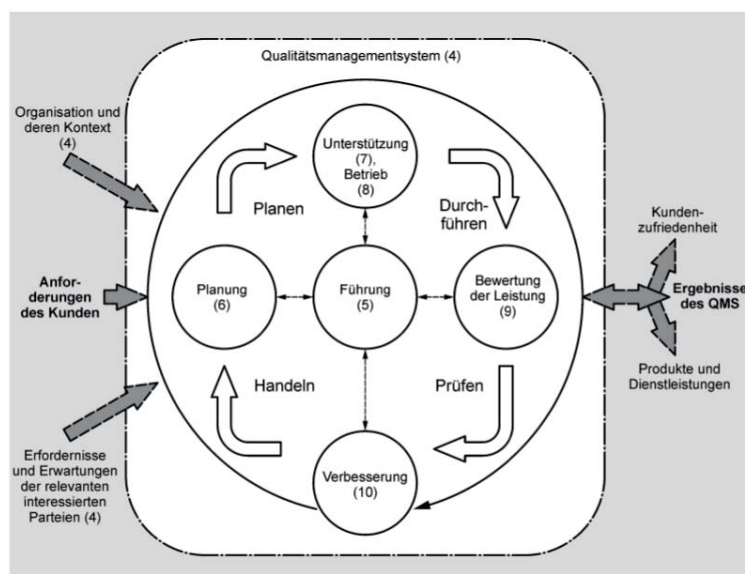 Qualitätsmanagementsystem (4)
Organisation und
deren Kontext
(4)
Unterstützung
(7),
Betrieb
(8)
Planen
Durch-
führen
Kunden-
zufriedenheit
Anfor-
derungen
des Kunden
Planung
(6)
Führung
(5)
Bewertung
der Leistung
(9)
Ergebnisse
des QMS
Handeln
Prüfen
Produkte und
Dienstleistungen
Erfordernisse
und Erwartungen
der relevanten
interessierten
Parteien (4)
Verbesserung
(10)